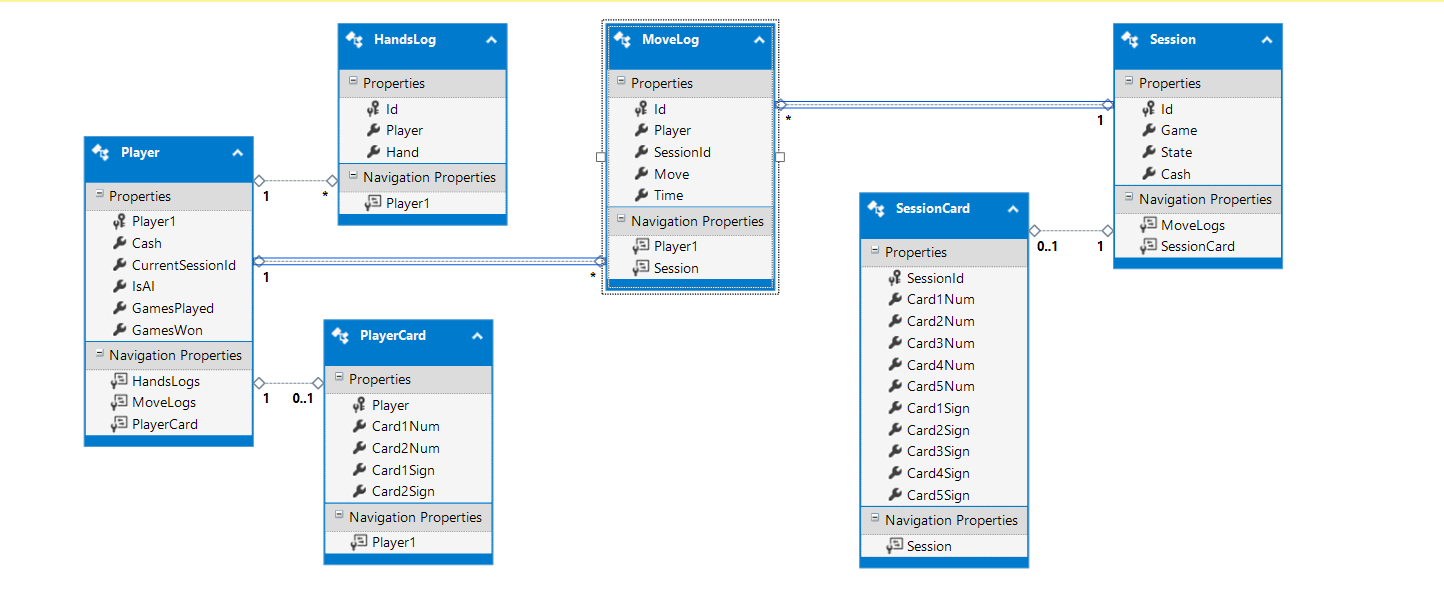 HandsLog
Properties
Id
Player
Hand
Navigation Properties
Player1
MoveLog
Properties
Id
Player
SessionId
Move
Time
Navigation Properties
Player1
Session
Session
Properties
Id
Game
State
Cash
Navigation Properties
MoveLogs
SessionCard
Player
Properties
Player1
Cash
CurrentSessionId
IsAI
GamesPlayed
GamesWon
Navigation Properties
HandsLogs
MoveLogs
PlayerCard
PlayerCard
Properties
Player
Card1Num
Card2Num
Card1Sign
Card2Sign
Navigation Properties
Player1
SessionCard
Properties
SessionId
Card1Num
Card2Num
Card3Num
Card4Num
Card5Num
Card1Sign
Card2Sign
Card3Sign
Card4Sign
Card5Sign
Navigation Properties
Session
1 *
1 *
1 0..1
* 1
0..1 1